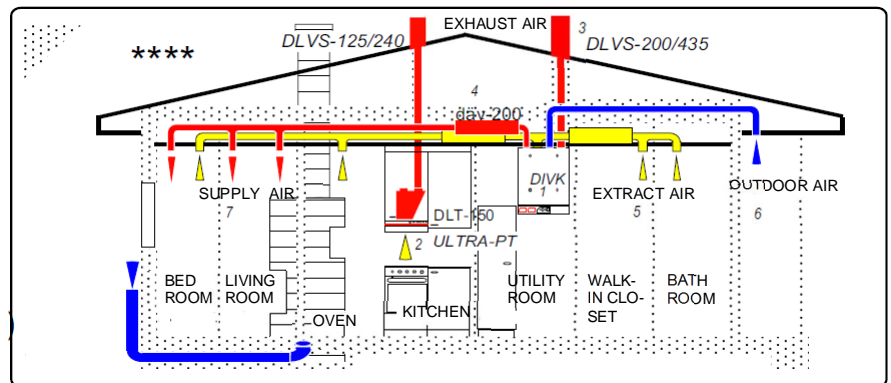 EXHAUST AIR
3
****
DLVS-125/240
DLVS-200/435
4
däv-200
DIVK
1
SUPPLY AIR
EXTRACT AIR
OUTDOOR AIR
7
5
6
DLT-150
2 ULTRA-PT
BED
ROOM
LIVING
ROOM
UTILITY
ROOM
WALK-
IN CLO-
SET
BATH
ROOM
KITCHEN
OVEN
)